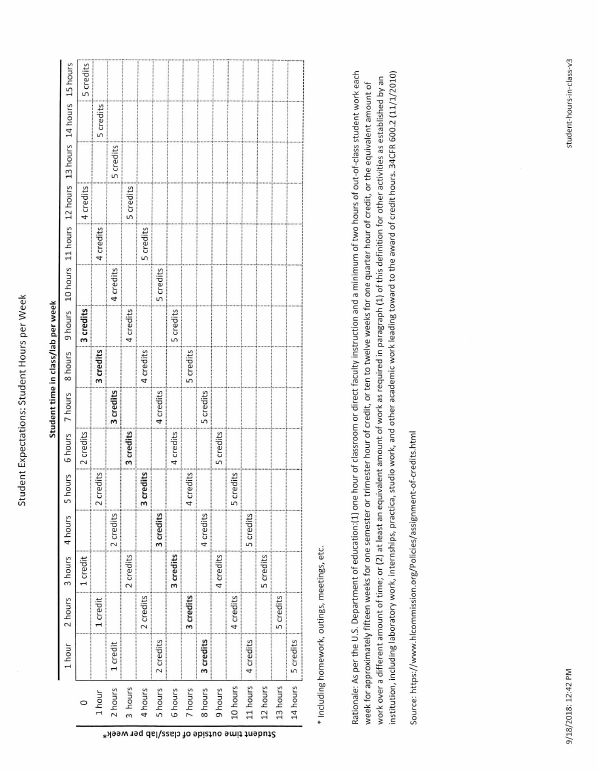 Student Expectations: Student Hours per Week
Student time in class/lab per week
1 hour 2 hours 3 hours 4 hours 5 hours 6 hours 7 hours 8 hours 9 hours 10 hours 11 hours 12 hours 13 hours 14 hours 15 hours
Student time outside of class/lab per week*
0 1 credit 2 credits 3 credits 4 credits 5 credits
1 hour 1 credit 2 credits 3 credits 4 credits 5 credits
2 hours 1 credit 2 credits 3 credits 4 credits 5 credits
3 hours 2 credits 3 credits 4 credits 5 credits
4 hours 2 credits 3 credits 4 credits 5 credits
5 hours 2 credits 3 credits 4 credits 5 credits
6 hours 3 credits 4 credits 5 credits
7 hours 3 credits 4 credits 5 credits
8 hours 3 credits 4 credits 5 credits
9 hours 4 credits 5 credits
10 hours 4 credits 5 credits
11 hours 4 credits 5 credits
12 hours 5 credits
13 hours 5 credits
14 hours 5 credits
* Including homework, outings, meetings, etc.
Rationale: As per the U.S. Department of education:(1) one hour of classroom or direct faculty instruction and a minimum of two hours of out-of-class student work each
week for approximately fifteen weeks for one semester or trimester hour of credit, or ten to twelve weeks for one quarter hour of credit, or the equivalent amount of
work over a different amount of time; or (2) at least an equivalent amount of work as required in paragraph (1) of this definition for other activities as established by an
institution, including laboratory work, internships, practica, studio work, and other academic work leading toward to the award of credit hours. 34CFR 600.2 (11/1/2010)
Source: https://www.hlcommission.org/Policies/assignment-of-credits.html
9/18/2018: 12:42 PM student-hours-in-class-v3